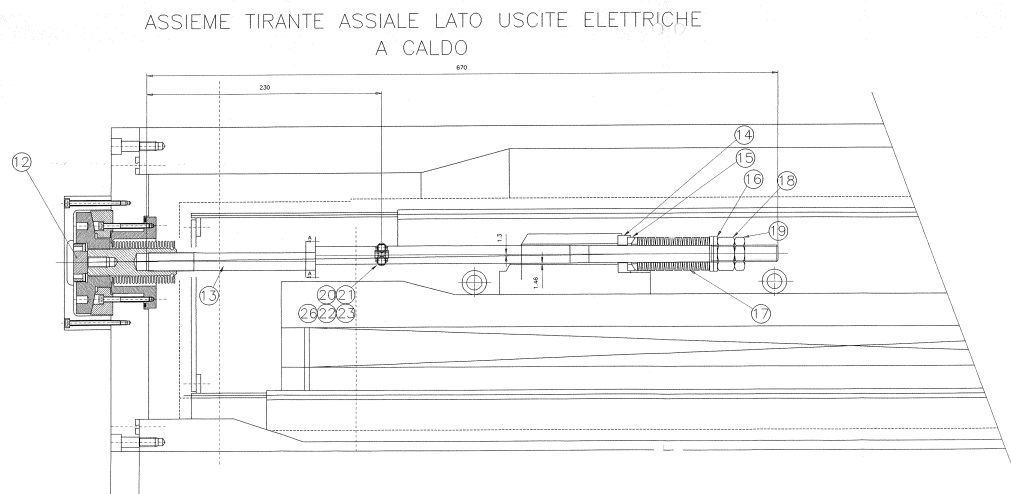 ASSIEME TIRANTE ASSIALE LATO USCITE ELETTRICHE
A CALDO
670
230
14
15
16
18
19
12
A
1.3
A
1.46
13
20 21
26 22 23
17